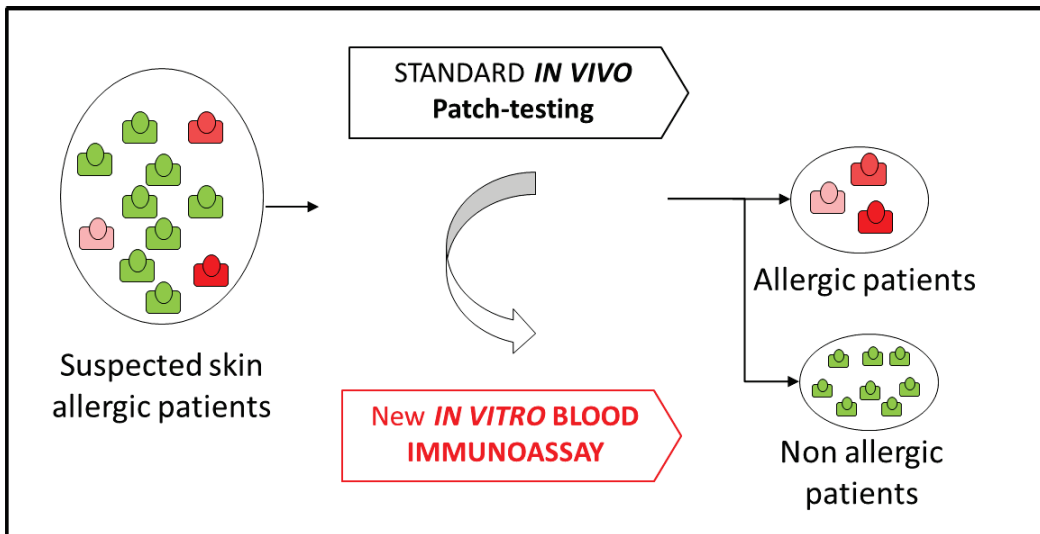 STANDARD IN VIVO
Patch-testing
Suspected skin
allergic patients
New IN VITRO BLOOD
IMMUNOASSAY
Allergic patients
Non allergic
patients